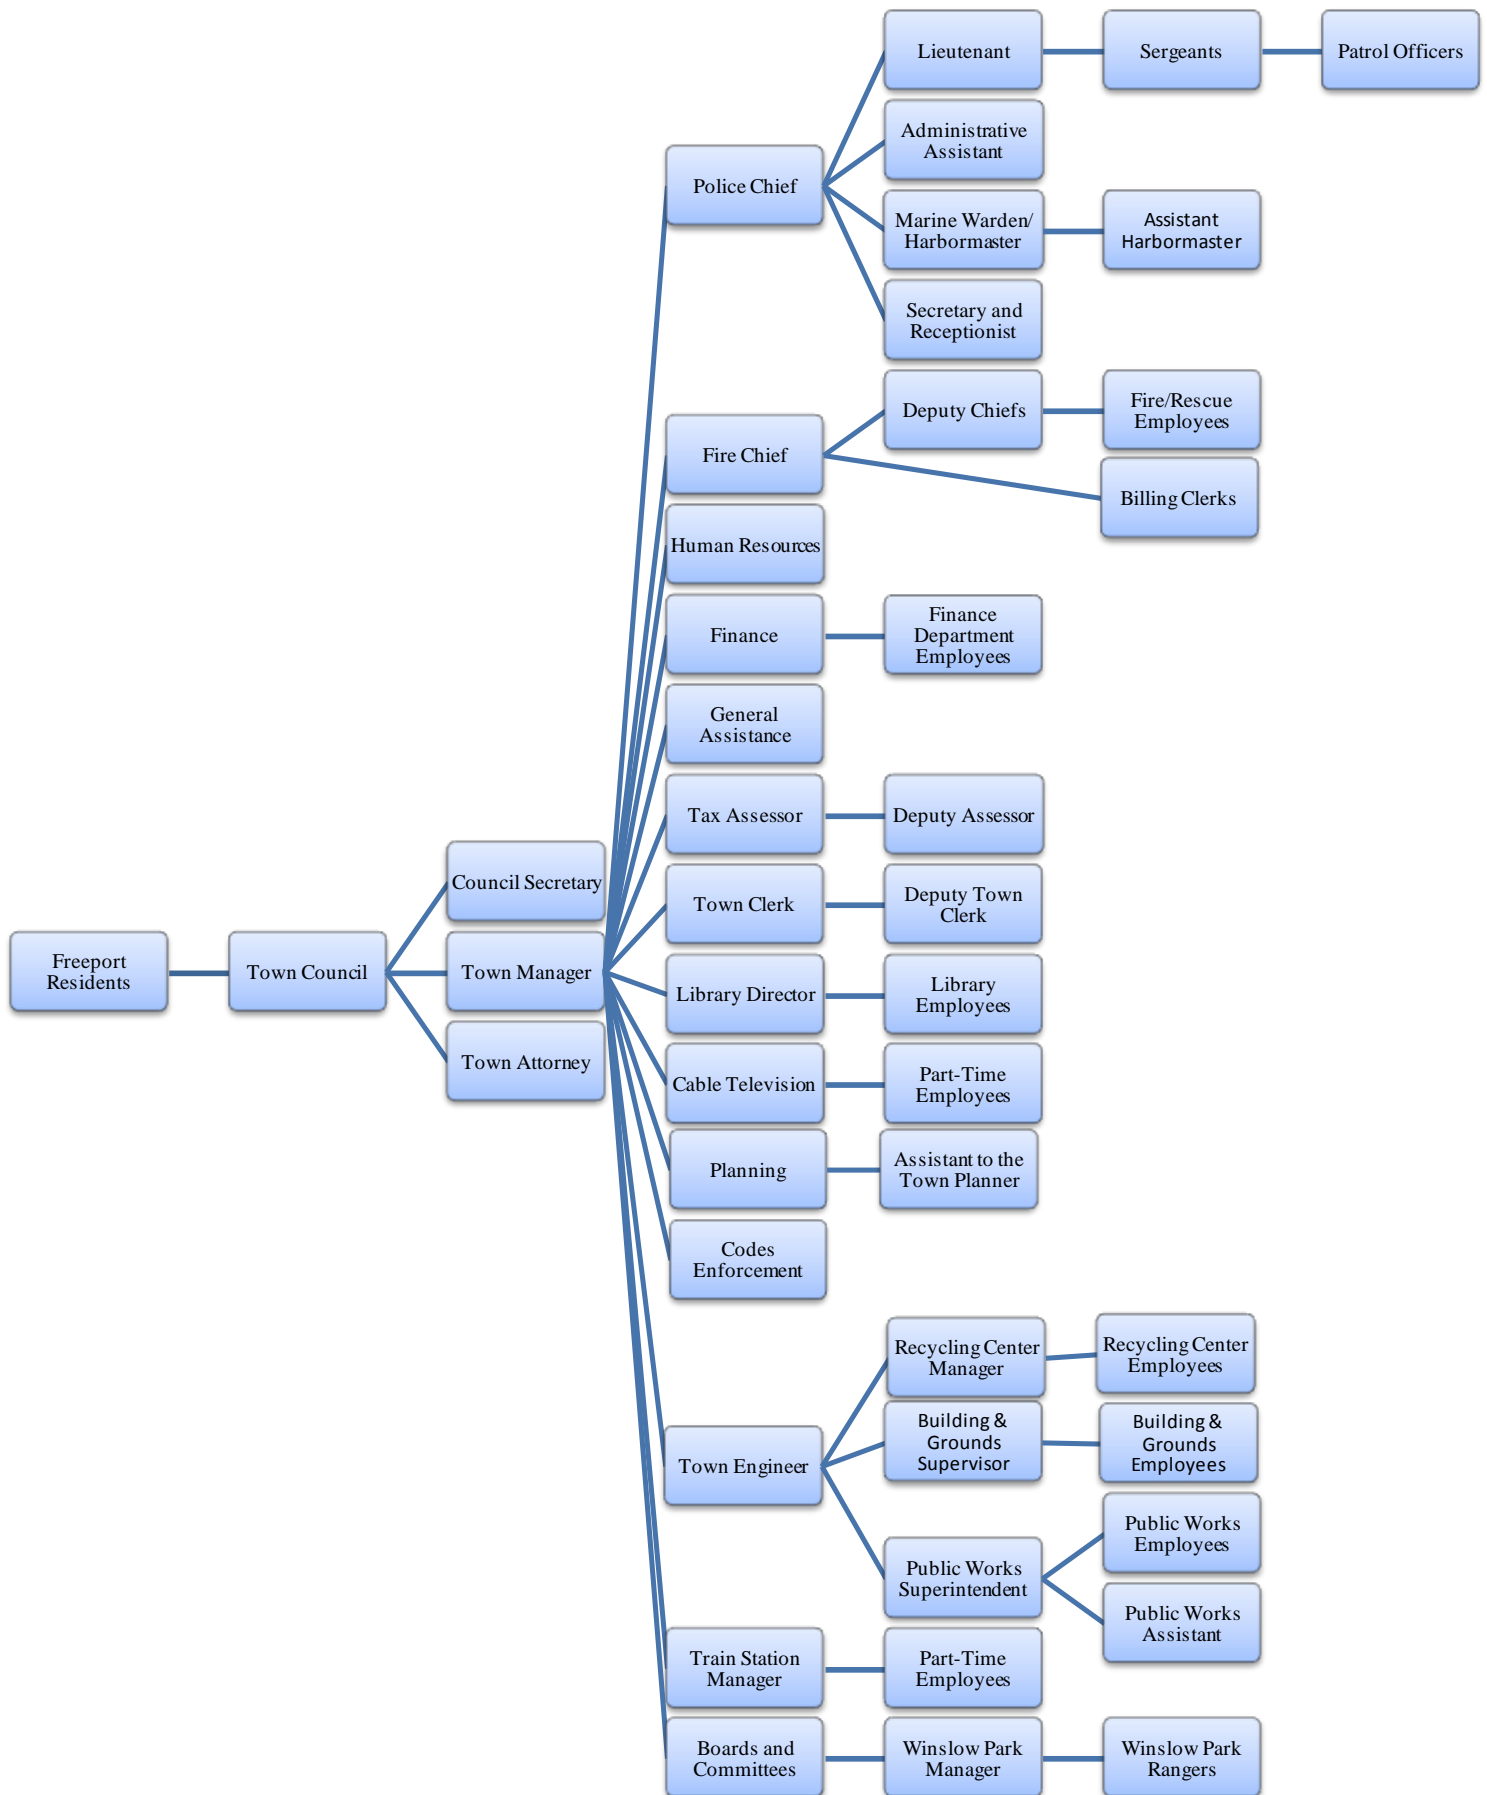 Lieutenant
Sergeants
Patrol Officers
Administrative
Assistant
Police Chief
Marine Warden/
Harbormaster
Assistant
Harbormaster
Secretary and
Receptionist
Deputy Chiefs
Fire/Rescue
Employees
Fire Chief
Billing Clerks
Human Resources
Finance
Finance
Department
Employees
General
Assistance
Tax Assessor
Deputy Assessor
Council Secretary
Town Clerk
Deputy Town
Clerk
Freeport
Residents
Town Council
Town Manager
Library Director
Library
Employees
Town Attorney
Cable Television
Part-Time
Employees
Planning
Assistant to the
Town Planner
Codes
Enforcement
Recycling Center
Manager
Recycling Center
Employees
Building &
Grounds
Supervisor
Building &
Grounds
Employees
Town Engineer
Public Works
Employees
Public Works
Superintendent
Public Works
Assistant
Train Station
Manager
Part-Time
Employees
Boards and
Committees
Winslow Park
Manager
Winslow Park
Rangers